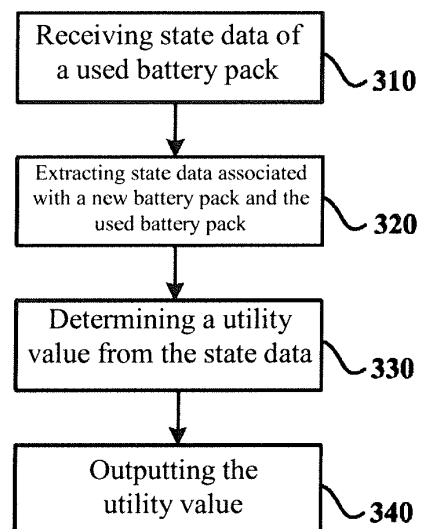 Receiving state data of
a used battery pack
310
Extracting state data associated
with a new battery pack and the
used battery pack
320
Determining a utility
value from the state data
330
Outputting the
utility value
340